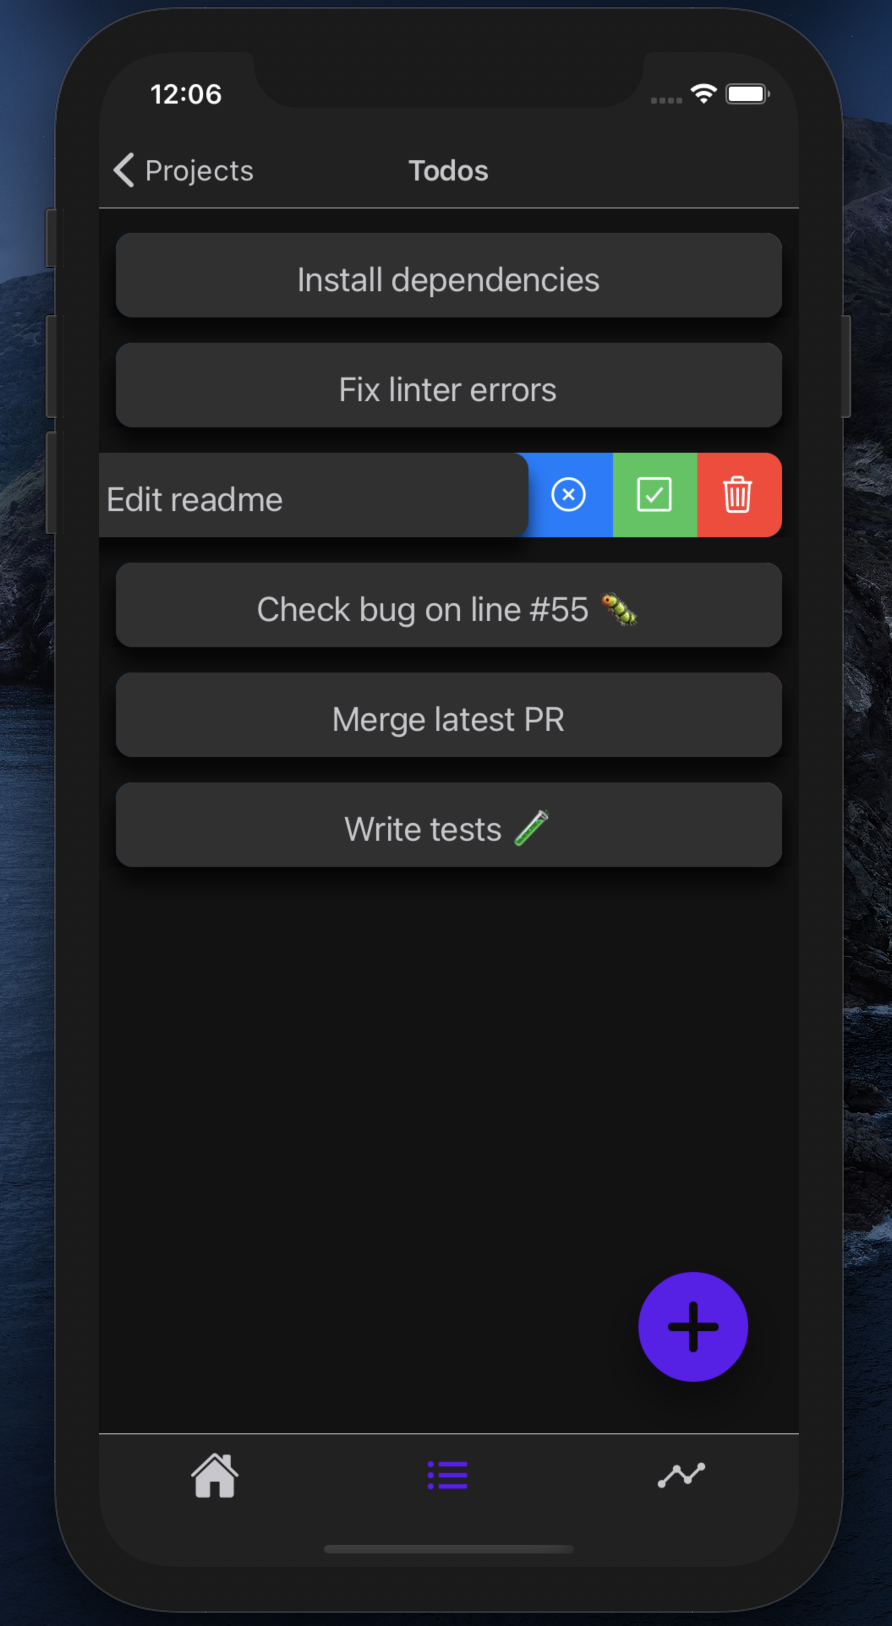 12:06
Projects
Todos
Install dependencies
Fix linter errors
Edit readme
Check bug on line #55 🐛
Merge latest PR
Write tests 🧪